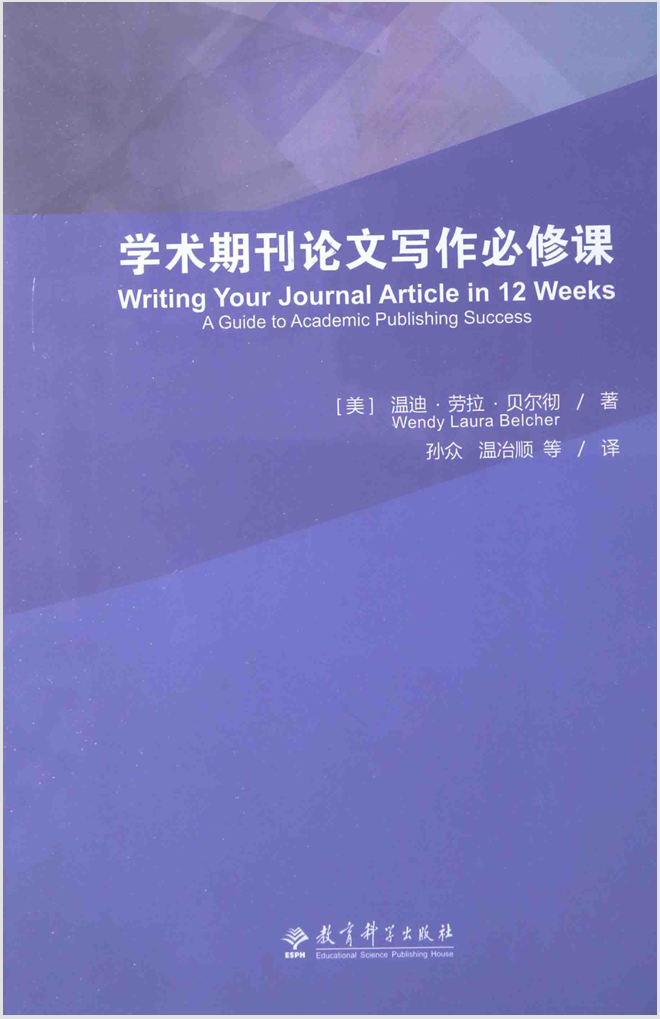 学术期刊论文写作必修课
Writing Your Journal Article in 12 Weeks
A Guide to Academic Publishing Success
[美] 温迪·劳拉·贝尔彻 / 著
Wendy Laura Belcher
孙众 温冶顺 等 / 译
教育科学出版社
ESPH Educational Science Publishing House